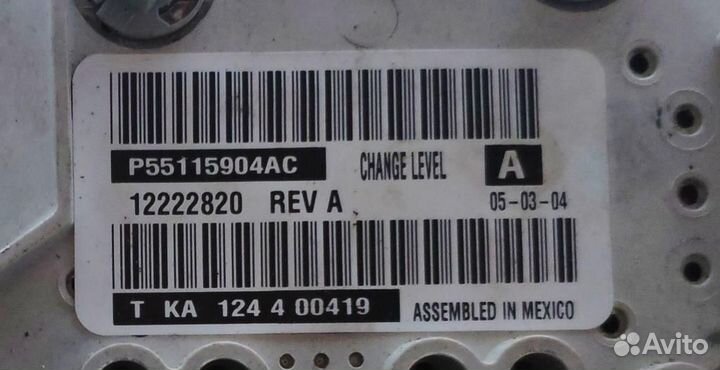 P55115904AC CHANGE LEVEL A
12222820 REV A 05-03-04
T KA 124 4 00419 ASSEMBLED IN MEXICO
Avito